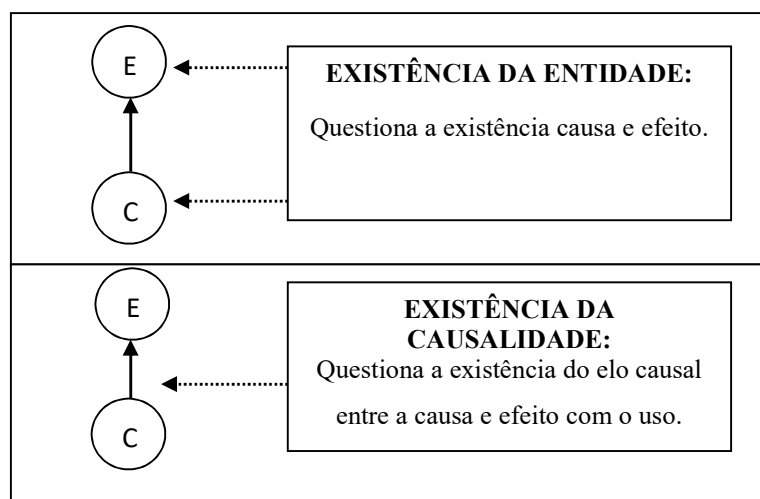 E
EXISTÊNCIA DA ENTIDADE:
Questiona a existência causa e efeito.
C
E
EXISTÊNCIA DA
CAUSALIDADE:
Questiona a existência do elo causal
entre a causa e efeito com o uso.
C